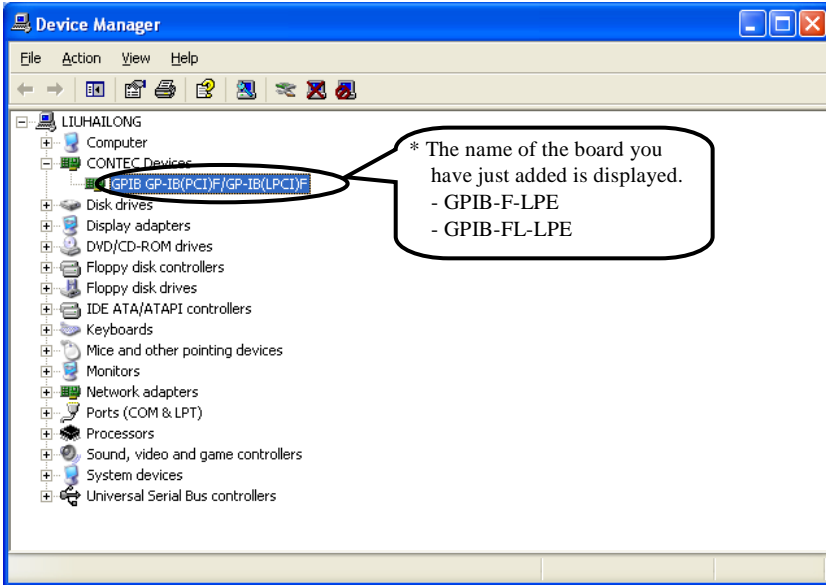 Device Manager
File Action View Help
LIUHAILONG
Computer
CONTEC Devices
GPIB GP-IB(PCI)F/GP-IB(LPCI)F
Disk drives
Display adapters
DVD/CD-ROM drives
Floppy disk controllers
Floppy disk drives
IDE ATA/ATAPI controllers
Keyboards
Mice and other pointing devices
Monitors
Network adapters
Ports (COM & LPT)
Processors
Sound, video and game controllers
System devices
Universal Serial Bus controllers
* The name of the board you
have just added is displayed.
- GPIB-F-LPE
- GPIB-FL-LPE